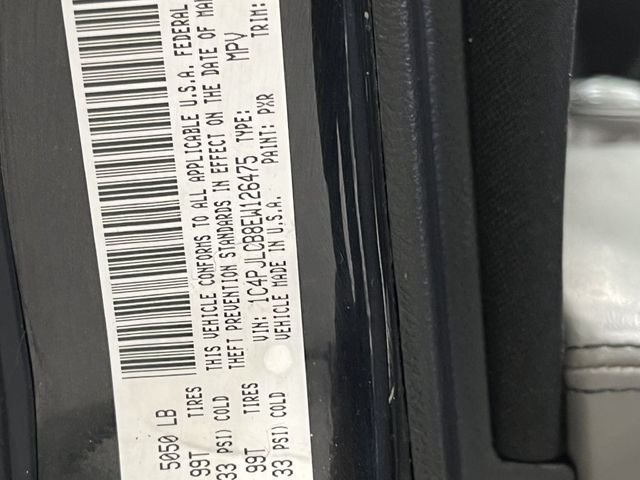 5050 LB
99T TIRES
33 PSI) COLD
99T TIRES
33 PSI) COLD
THIS VEHICLE CONFORMS TO ALL APPLICABLE U.S.A. FEDERAL
THEFT PREVENTION STANDARDS IN EFFECT ON THE DATE OF MAN
VIN: 1C4PJLCB8EW126475 TYPE: MPV
VEHICLE MADE IN U.S.A. PAINT: PXR TRIM: